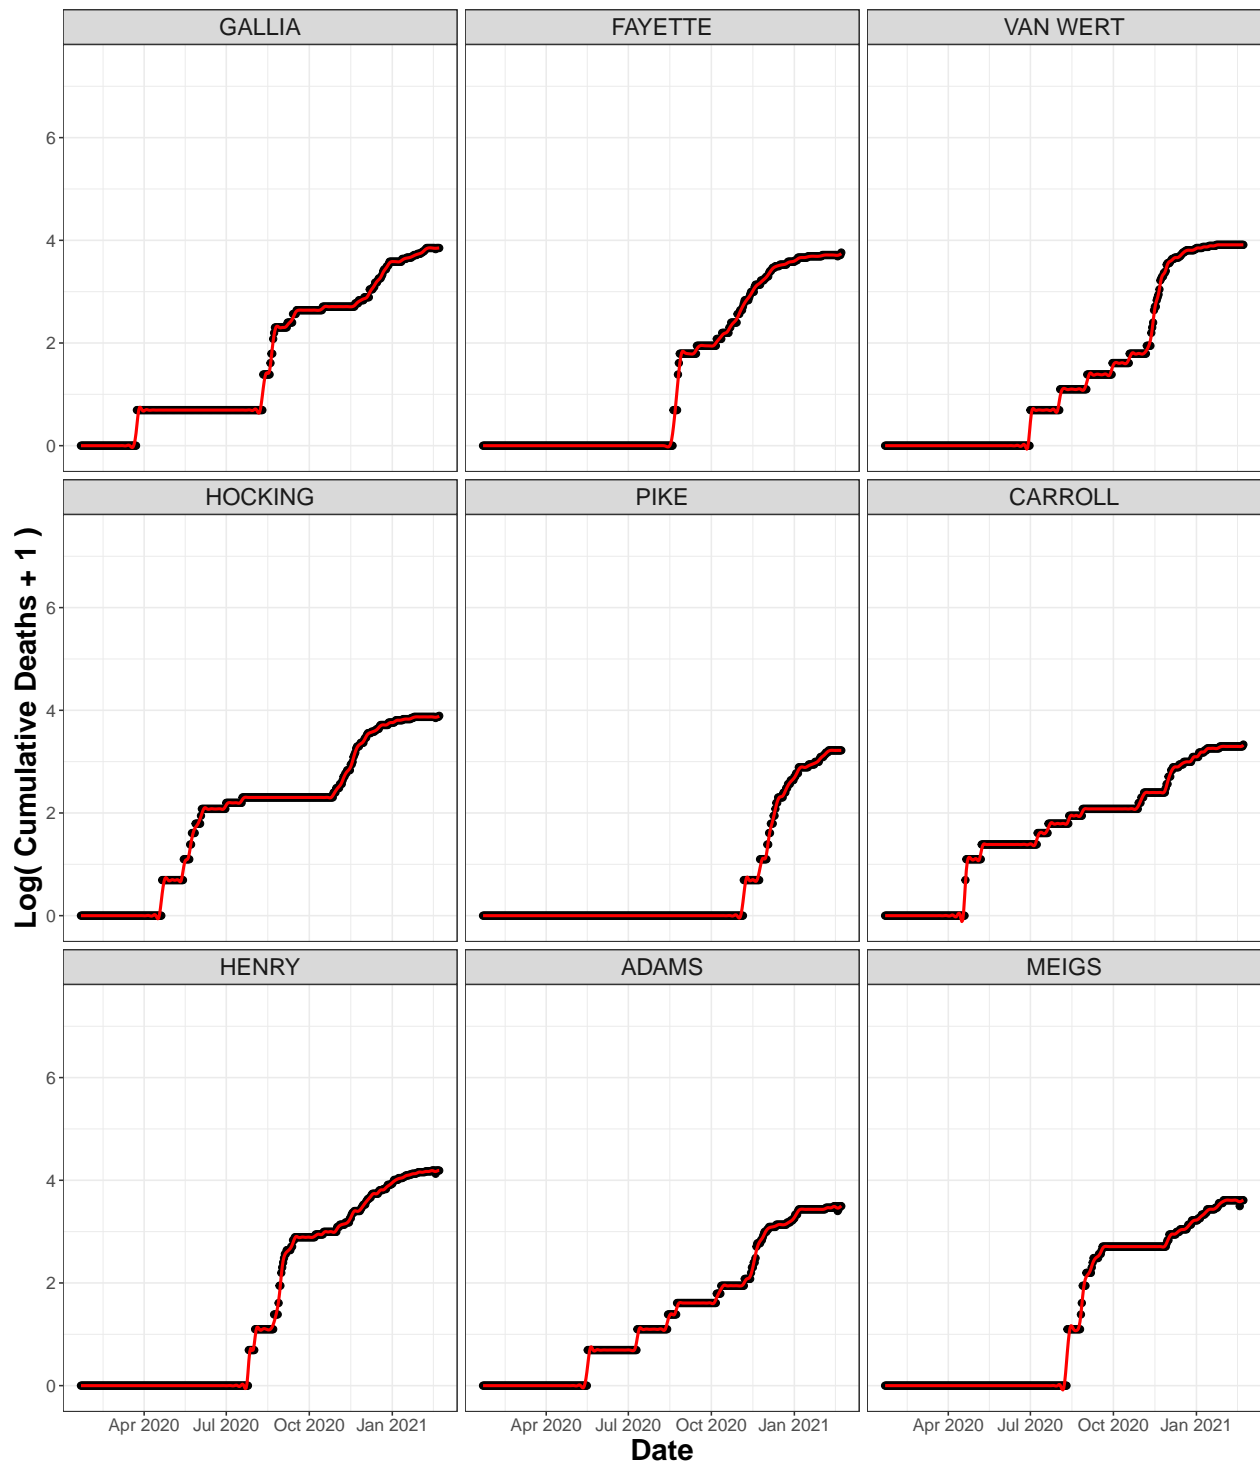 GALLIA FAYETTE VAN WERT
6
4
2
0
HOCKING PIKE CARROLL
6
4
2
0
HENRY ADAMS MEIGS
6
4
2
0
Log( Cumulative Deaths + 1 )
Apr 2020 Jul 2020 Oct 2020 Jan 2021 Apr 2020 Jul 2020 Oct 2020 Jan 2021 Apr 2020 Jul 2020 Oct 2020 Jan 2021
Date